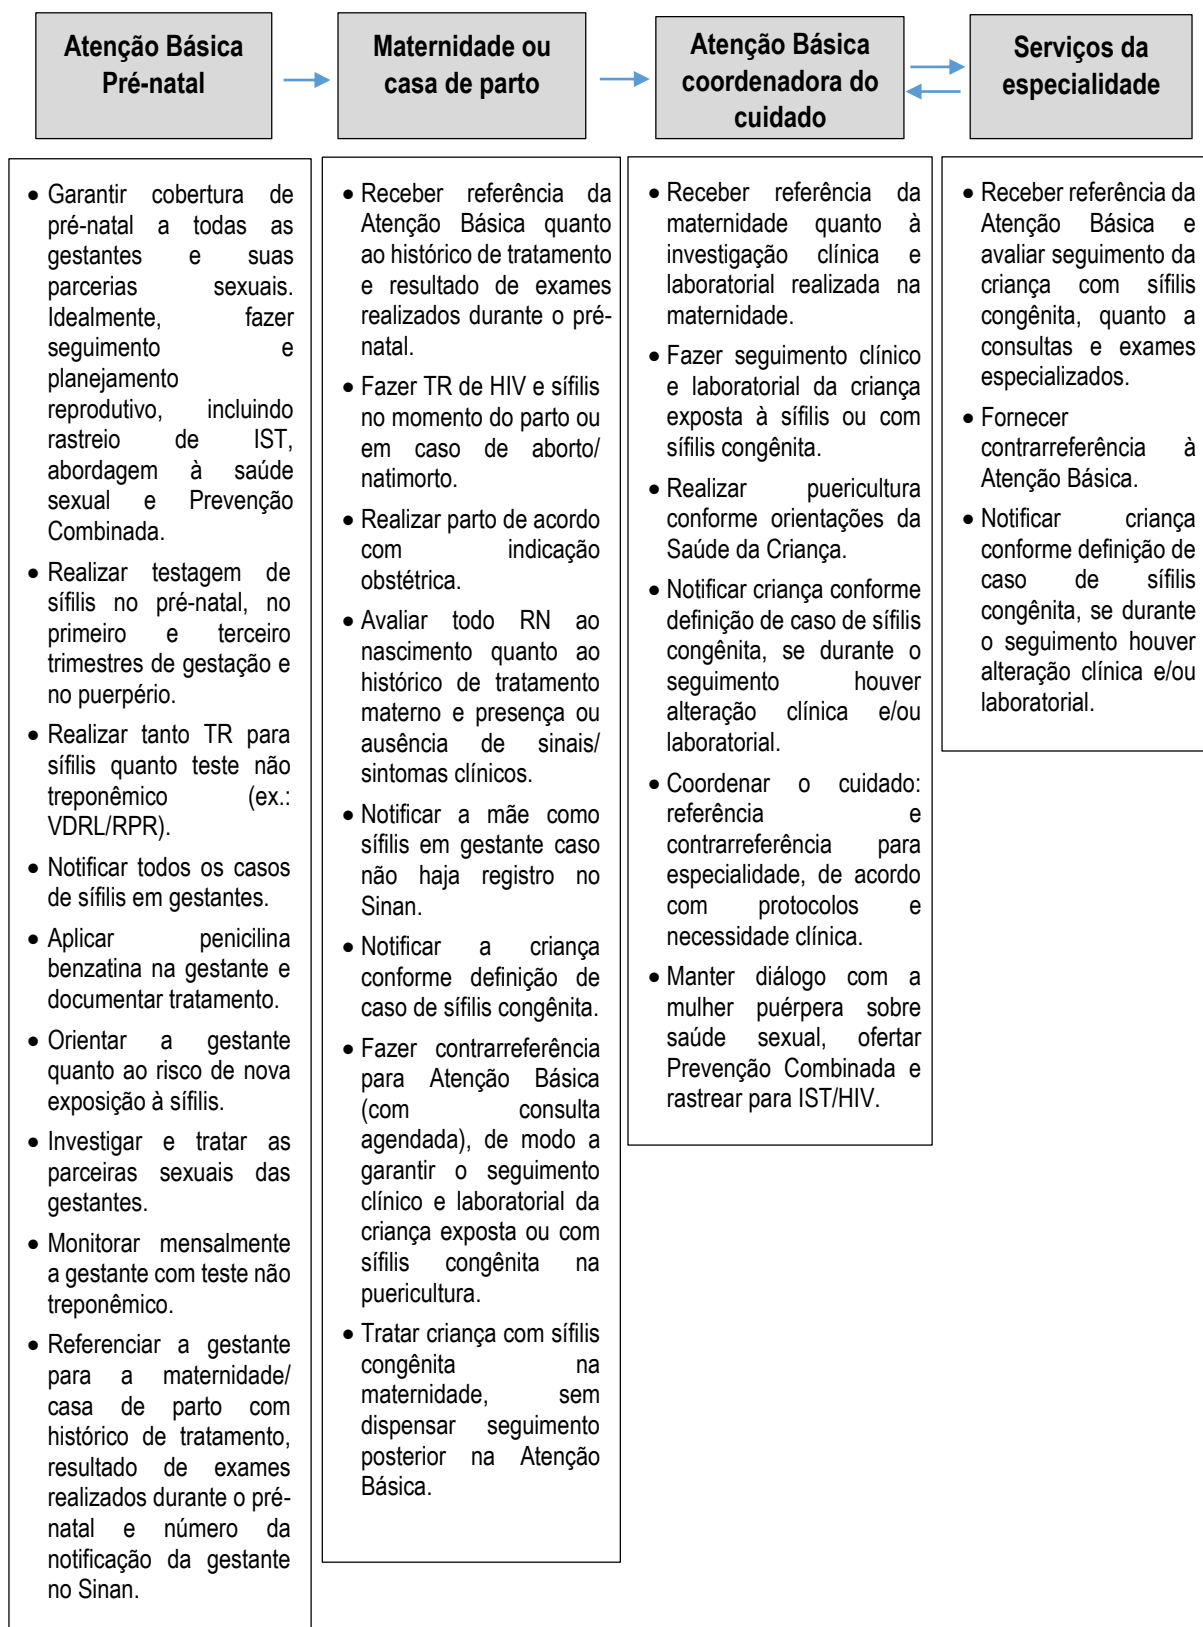 Atenção Básica
Pré-natal
Maternidade ou
casa de parto
Atenção Básica
coordenadora do
cuidado
Serviços da
especialidade
• Garantir cobertura de
pré-natal a todas as
gestantes e suas
parcerias sexuais.
Idealmente, fazer
seguimento e
planejamento
reprodutivo, incluindo
rastreio de IST,
abordagem à saúde
sexual e Prevenção
Combinada.
• Realizar testagem de
sífilis no pré-natal, no
primeiro e terceiro
trimestres de gestação e
no puerpério.
• Realizar tanto TR para
sífilis quanto teste não
treponêmico (ex.:
VDRL/RPR).
• Notificar todos os casos
de sífilis em gestantes.
• Aplicar penicilina
benzatina na gestante e
documentar tratamento.
• Orientar a gestante
quanto ao risco de nova
exposição à sífilis.
• Investigar e tratar as
parceiras sexuais das
gestantes.
• Monitorar mensalmente
a gestante com teste não
treponêmico.
• Referenciar a gestante
para a maternidade/
casa de parto com
histórico de tratamento,
resultado de exames
realizados durante o pré-
natal e número da
notificação da gestante
no Sinan.
• Receber referência da
Atenção Básica quanto
ao histórico de tratamento
e resultado de exames
realizados durante o pré-
natal.
• Fazer TR de HIV e sífilis
no momento do parto ou
em caso de aborto/
natimorto.
• Realizar parto de acordo
com indicação
obstétrica.
• Avaliar todo RN ao
nascimento quanto ao
histórico de tratamento
materno e presença ou
ausência de sinais/
sintomas clínicos.
• Notificar a mãe como
sífilis em gestante caso
não haja registro no
Sinan.
• Notificar a criança
conforme definição de
caso de sífilis congênita.
• Fazer contrarreferência
para Atenção Básica
(com consulta
agendada), de modo a
garantir o seguimento
clínico e laboratorial da
criança exposta ou com
sífilis congênita na
puericultura.
• Tratar criança com sífilis
congênita na
maternidade, sem
dispensar seguimento
posterior na Atenção
Básica.
• Receber referência da
maternidade quanto à
investigação clínica e
laboratorial realizada na
maternidade.
• Fazer seguimento clínico
e laboratorial da criança
exposta à sífilis ou com
sífilis congênita.
• Realizar puericultura
conforme orientações da
Saúde da Criança.
• Notificar criança conforme
definição de caso de sífilis
congênita, se durante o
seguimento houver
alteração clínica e/ou
laboratorial.
• Coordenar o cuidado:
referência e
contrarreferência para
especialidade, de acordo
com protocolos e
necessidade clínica.
• Manter diálogo com a
mulher puérpera sobre
saúde sexual, ofertar
Prevenção Combinada e
rastrear para IST/HIV.
• Receber referência da
Atenção Básica e
avaliar seguimento da
criança com sífilis
congênita, quanto a
consultas e exames
especializados.
• Fornecer
contrarreferência à
Atenção Básica.
• Notificar criança
conforme definição de
caso de sífilis
congênita, se durante
o seguimento houver
alteração clínica e/ou
laboratorial.